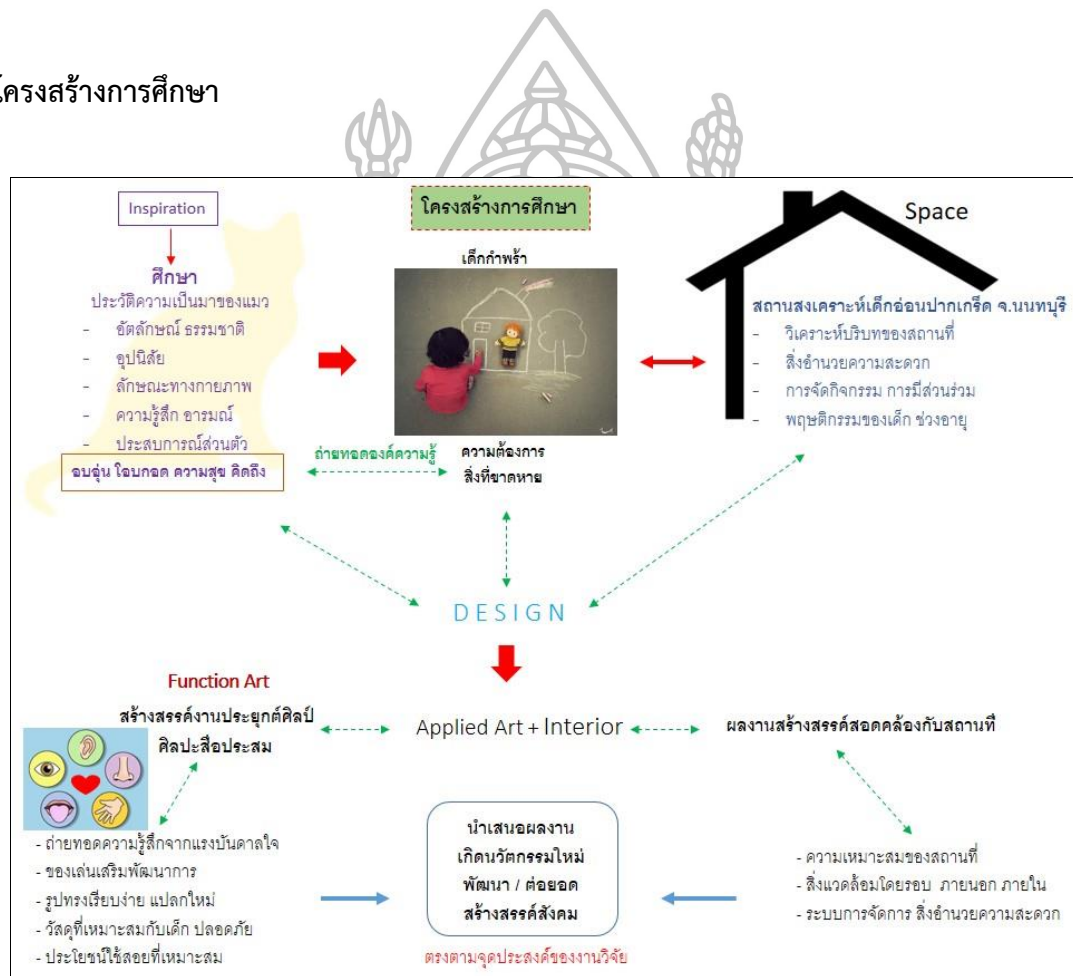 โครงสร้างการศึกษา
Inspiration
ศึกษา
ประวัติความเป็นมาของแมว
- อัตลักษณ์ ธรรมชาติ
- อุปนิสัย
- ลักษณะทางกายภาพ
- ความรู้สึก อารมณ์
- ประสบการณ์ส่วนตัว
อบอุ่น โอบกอด ความสุข คิดถึง
โครงสร้างการศึกษา
เด็กกำพร้า
ถ่ายทอดองค์ความรู้
ความต้องการ
สิ่งที่ขาดหาย
Space
สถานสงเคราะห์เด็กอ่อนปากเกร็ด จ.นนทบุรี
- วิเคราะห์บริบทของสถานที่
- สิ่งอำนวยความสะดวก
- การจัดกิจกรรม การมีส่วนร่วม
- พฤษติกรรมของเด็ก ช่วงอายุ
DESIGN
Function Art
สร้างสรรค์งานประยุกต์ศิลป์
ศิลปะสื่อประสม
Applied Art + Interior
ผลงานสร้างสรรค์สอดคล้องกับสถานที่
- ถ่ายทอดความรู้สึกจากแรงบันดาลใจ
- ของเล่นเสริมพัฒนาการ
- รูปทรงเรียบง่าย แปลกใหม่
- วัสดุที่เหมาะสมกับเด็ก ปลอดภัย
- ประโยชน์ใช้สอยที่เหมาะสม
นำเสนอผลงาน
เกิดนวัตกรรมใหม่
พัฒนา / ต่อยอด
สร้างสรรค์สังคม
ตรงตามจุดประสงค์ของงานวิจัย
- ความเหมาะสมของสถานที่
- สิ่งแวดล้อมโดยรอบ ภายนอก ภายใน
- ระบบการจัดการ สิ่งอำนวยความสะดวก